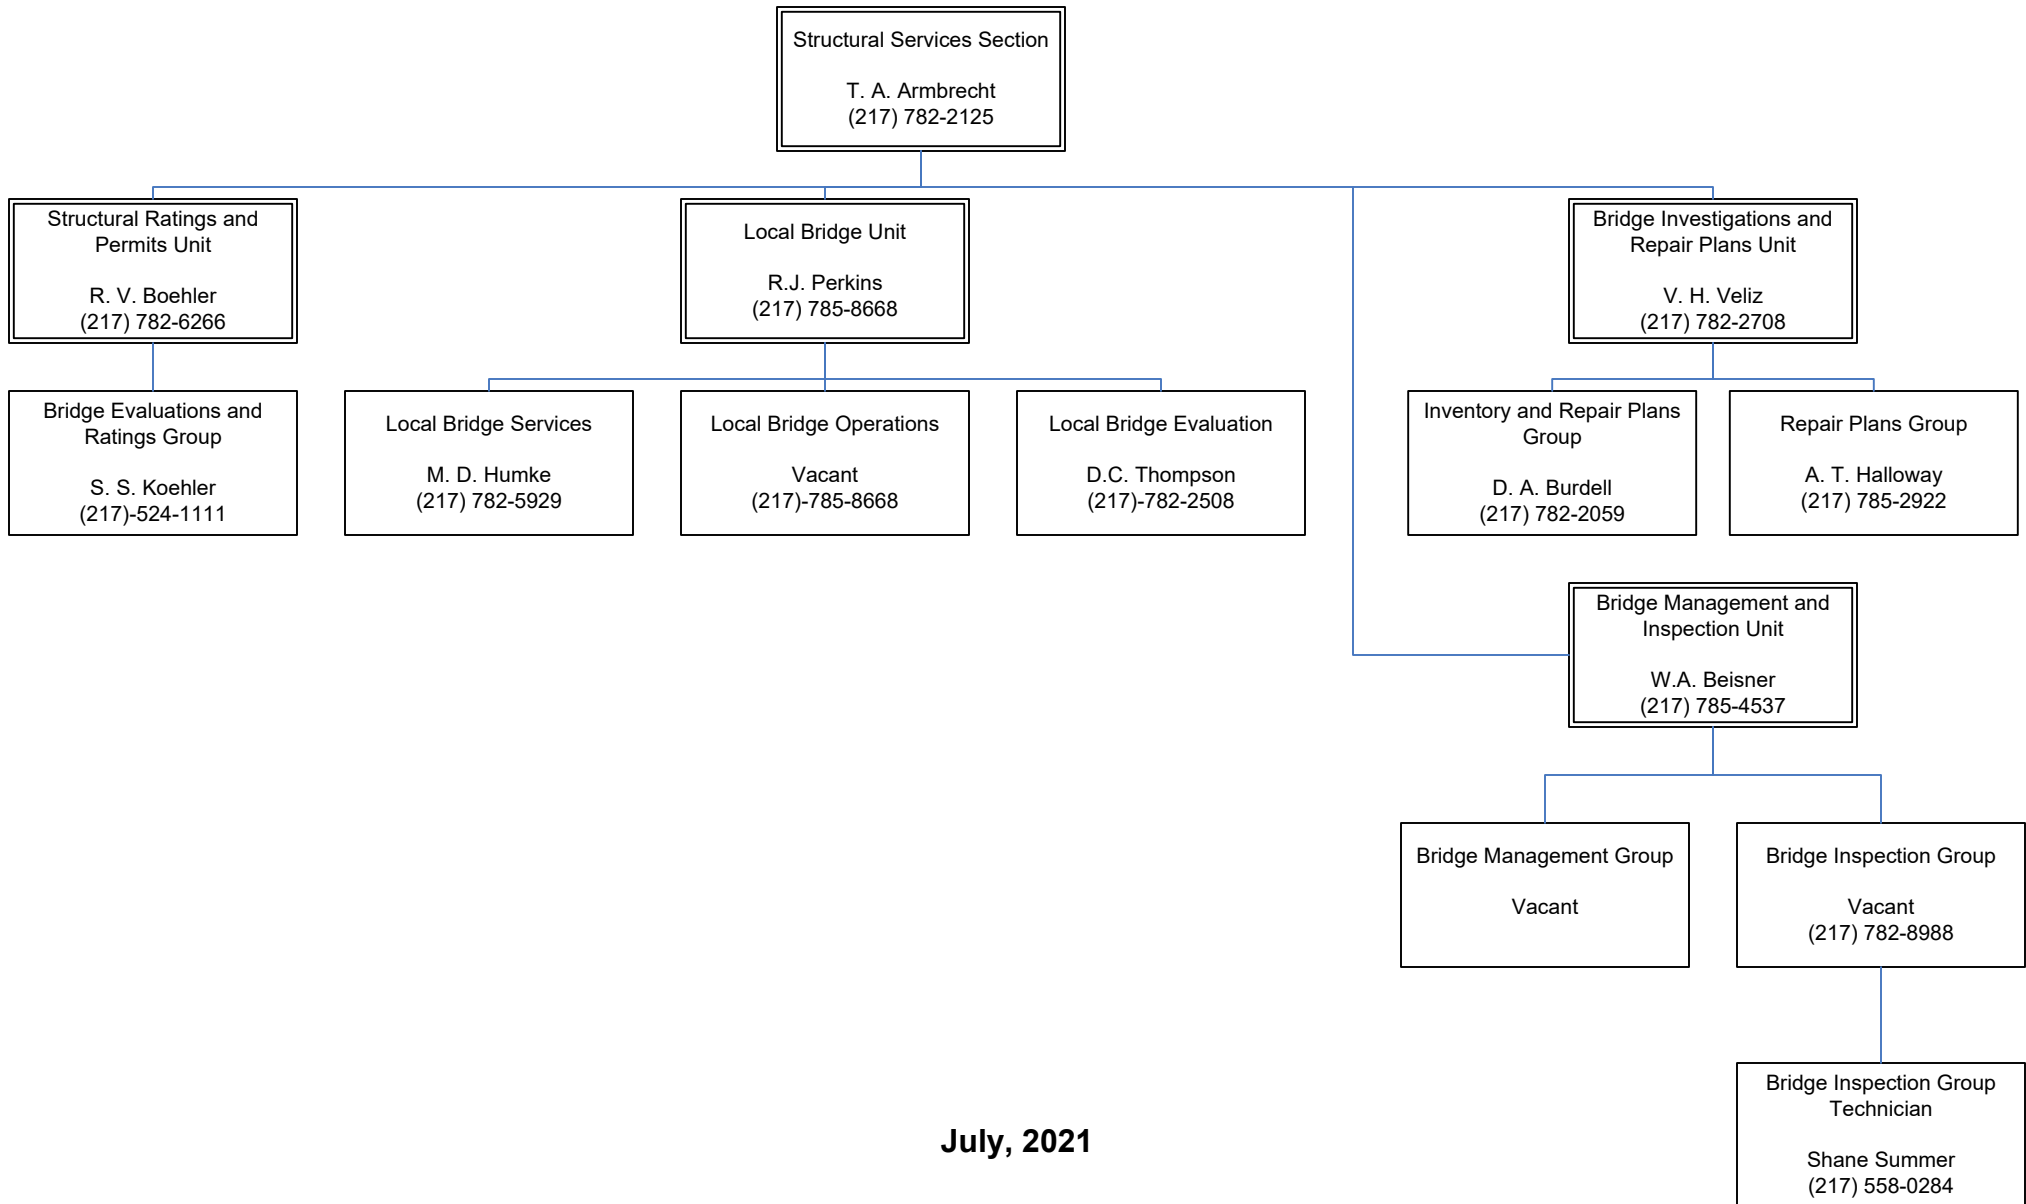 Structural Services Section
T. A. Armbrecht
(217) 782-2125
Structural Ratings and
Permits Unit
R. V. Boehler
(217) 782-6266
Local Bridge Unit
R.J. Perkins
(217) 785-8668
Bridge Investigations and
Repair Plans Unit
V. H. Veliz
(217) 782-2708
Bridge Evaluations and
Ratings Group
S. S. Koehler
(217)-524-1111
Local Bridge Services
M. D. Humke
(217) 782-5929
Local Bridge Operations
Vacant
(217)-785-8668
Local Bridge Evaluation
D.C. Thompson
(217)-782-2508
Inventory and Repair Plans
Group
D. A. Burdell
(217) 782-2059
Repair Plans Group
A. T. Halloway
(217) 785-2922
Bridge Management and
Inspection Unit
W.A. Beisner
(217) 785-4537
Bridge Management Group
Vacant
Bridge Inspection Group
Vacant
(217) 782-8988
Bridge Inspection Group
Technician
Shane Summer
(217) 558-0284
July, 2021